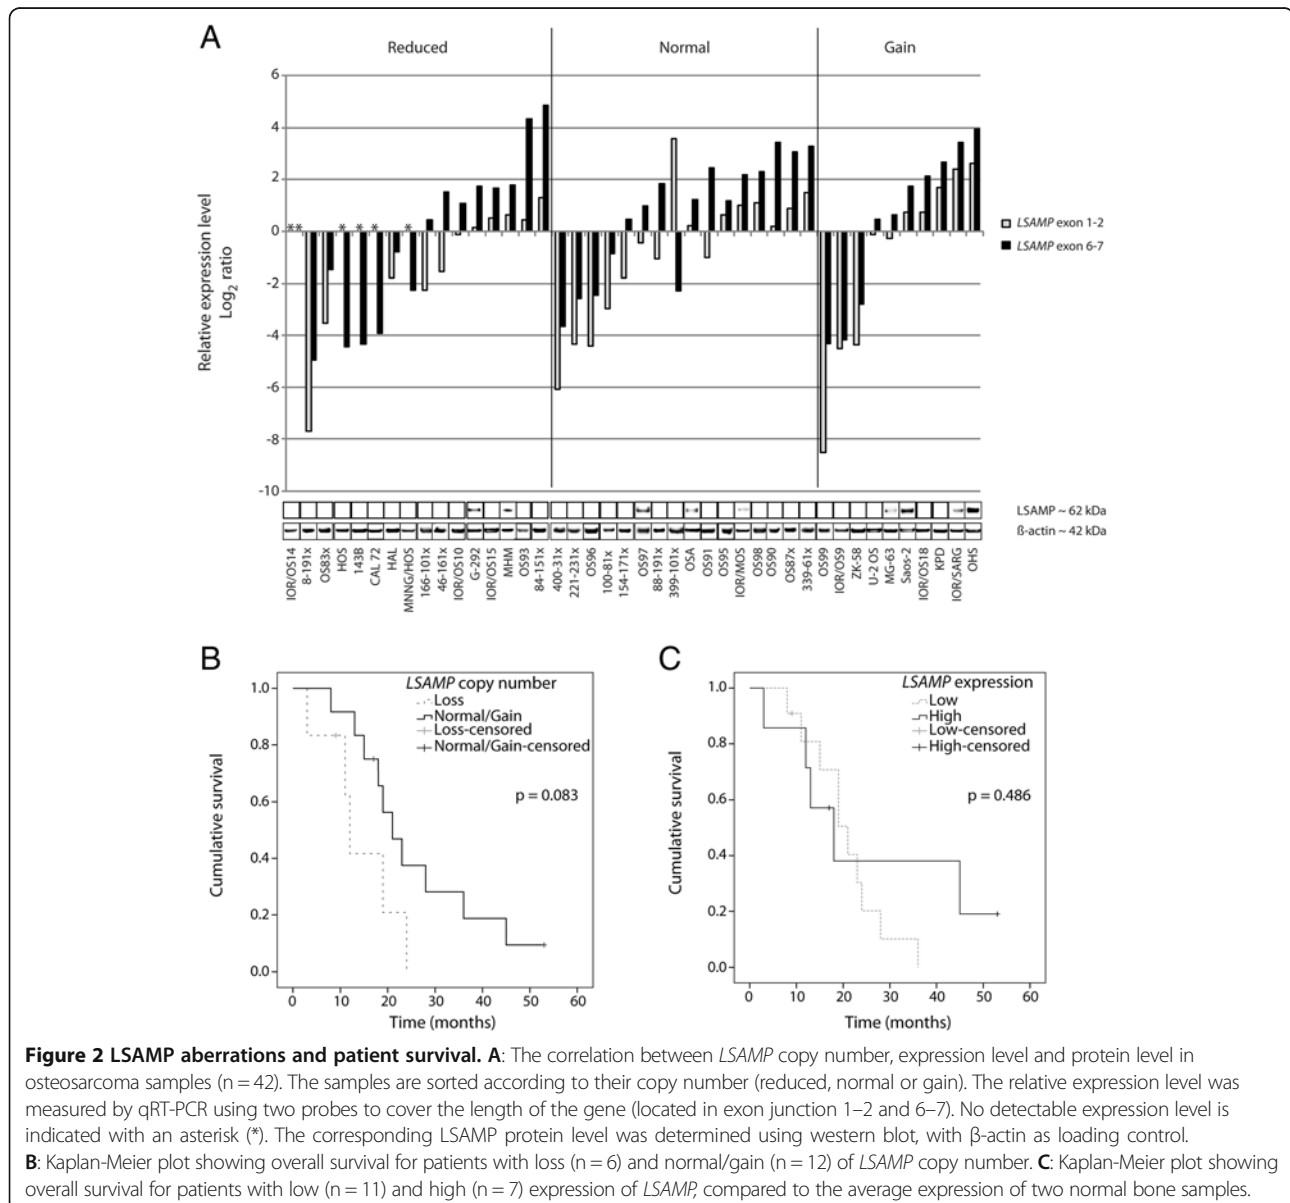 A
Reduced Normal Gain
6
4
2
0
-2
-4
-6
-8
-10
Relative expression level
Log2 ratio
** * * * *
LSAMP exon 1-2
LSAMP exon 6-7
LSAMP ~ 62 kDa
ß-actin ~ 42 kDa
IOR/OS14
8-191x
OS83x
HOS
143B
CAL 72
HAL
MNNG/HOS
166-101x
46-161x
IOR/OS10
G-292
IOR/OS15
MHM
OS93
84-151x
400-31x
221-231x
OS96
100-81x
154-171x
OS97
88-191x
399-101x
OSA
OS91
OS95
IOR/MOS
OS98
OS90
OS87x
339-61x
OS99
IOR/OS9
ZK-58
U-2 OS
MG-63
Saos-2
IOR/OS18
KPD
IOR/SARG
OHS
B
LSAMP copy number
Loss
Normal/Gain
Loss-censored
Normal/Gain-censored
p = 0.083
1.0
0.8
0.6
0.4
0.2
0.0
Cumulative survival
0 10 20 30 40 50 60
Time (months)
C
LSAMP expression
Low
High
Low-censored
High-censored
p = 0.486
1.0
0.8
0.6
0.4
0.2
0.0
Cumulative survival
0 10 20 30 40 50 60
Time (months)
Figure 2 LSAMP aberrations and patient survival. A: The correlation between LSAMP copy number, expression level and protein level in
osteosarcoma samples (n = 42). The samples are sorted according to their copy number (reduced, normal or gain). The relative expression level was
measured by qRT-PCR using two probes to cover the length of the gene (located in exon junction 1–2 and 6–7). No detectable expression level is
indicated with an asterisk (*). The corresponding LSAMP protein level was determined using western blot, with β-actin as loading control.
B: Kaplan-Meier plot showing overall survival for patients with loss (n = 6) and normal/gain (n = 12) of LSAMP copy number. C: Kaplan-Meier plot showing
overall survival for patients with low (n = 11) and high (n = 7) expression of LSAMP, compared to the average expression of two normal bone samples.